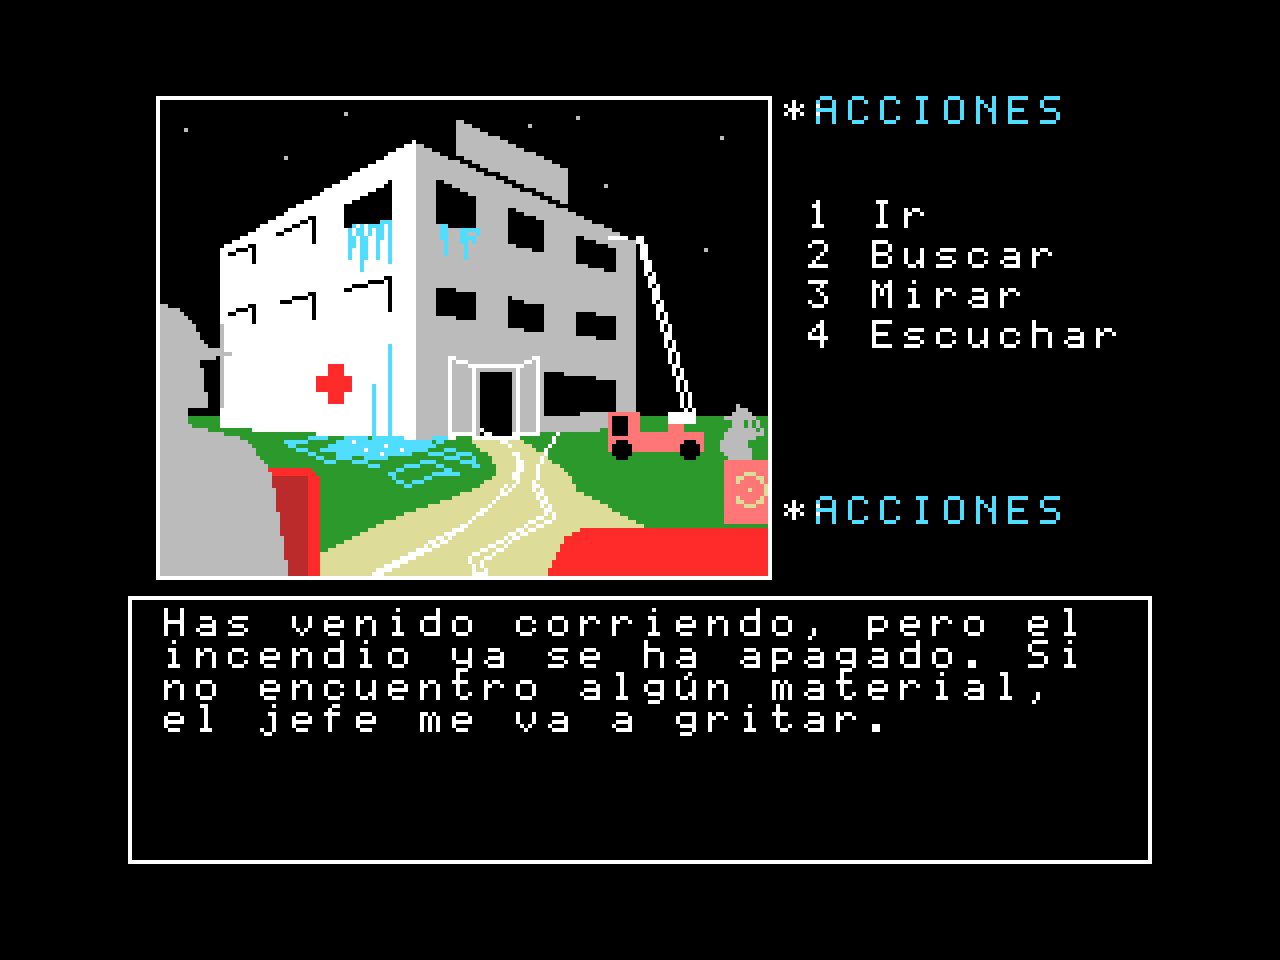 *ACCIONES
1 Ir
2 Buscar
3 Mirar
4 Escuchar
*ACCIONES
Has venido corriendo, pero el
incendio ya se ha apagado. Si
no encuentro algún material,
el jefe me va a gritar.